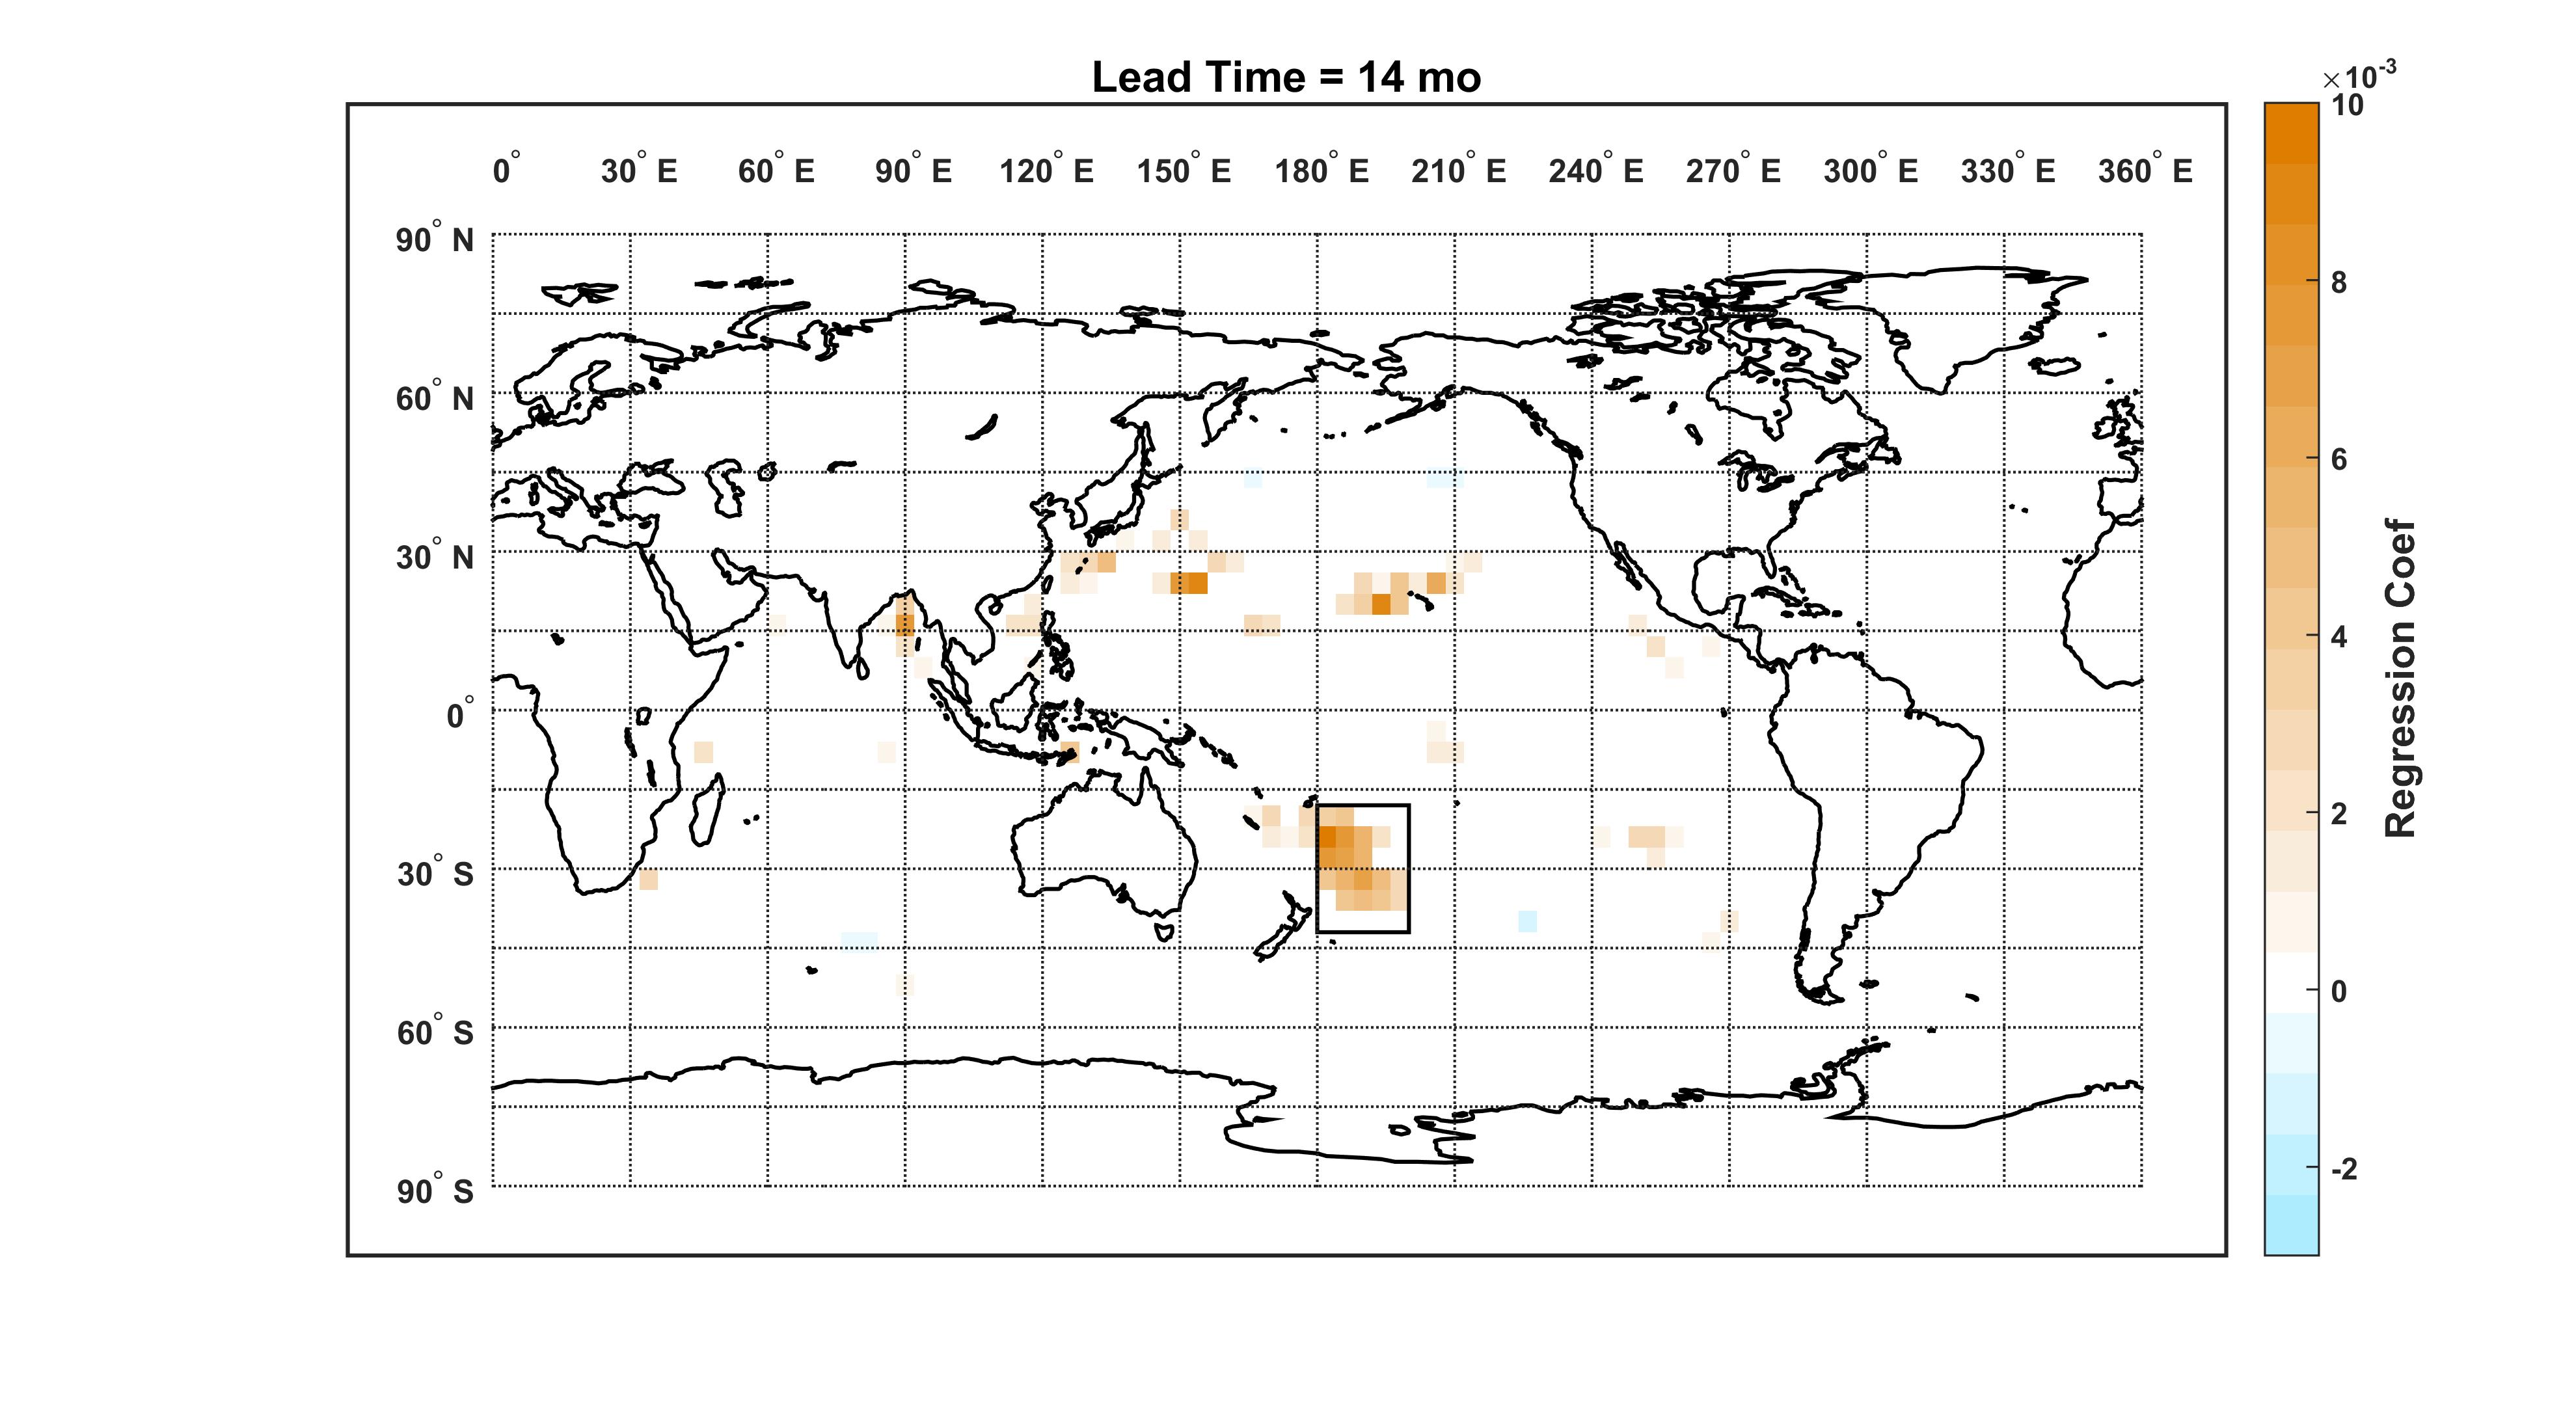 Lead Time = 14 mo
×10-3
0° 30° E 60° E 90° E 120° E 150° E 180° E 210° E 240° E 270° E 300° E 330° E 360° E
90° N
60° N
30° N
0°
30° S
60° S
90° S
10
8
6
4
2
0
-2
Regression Coef